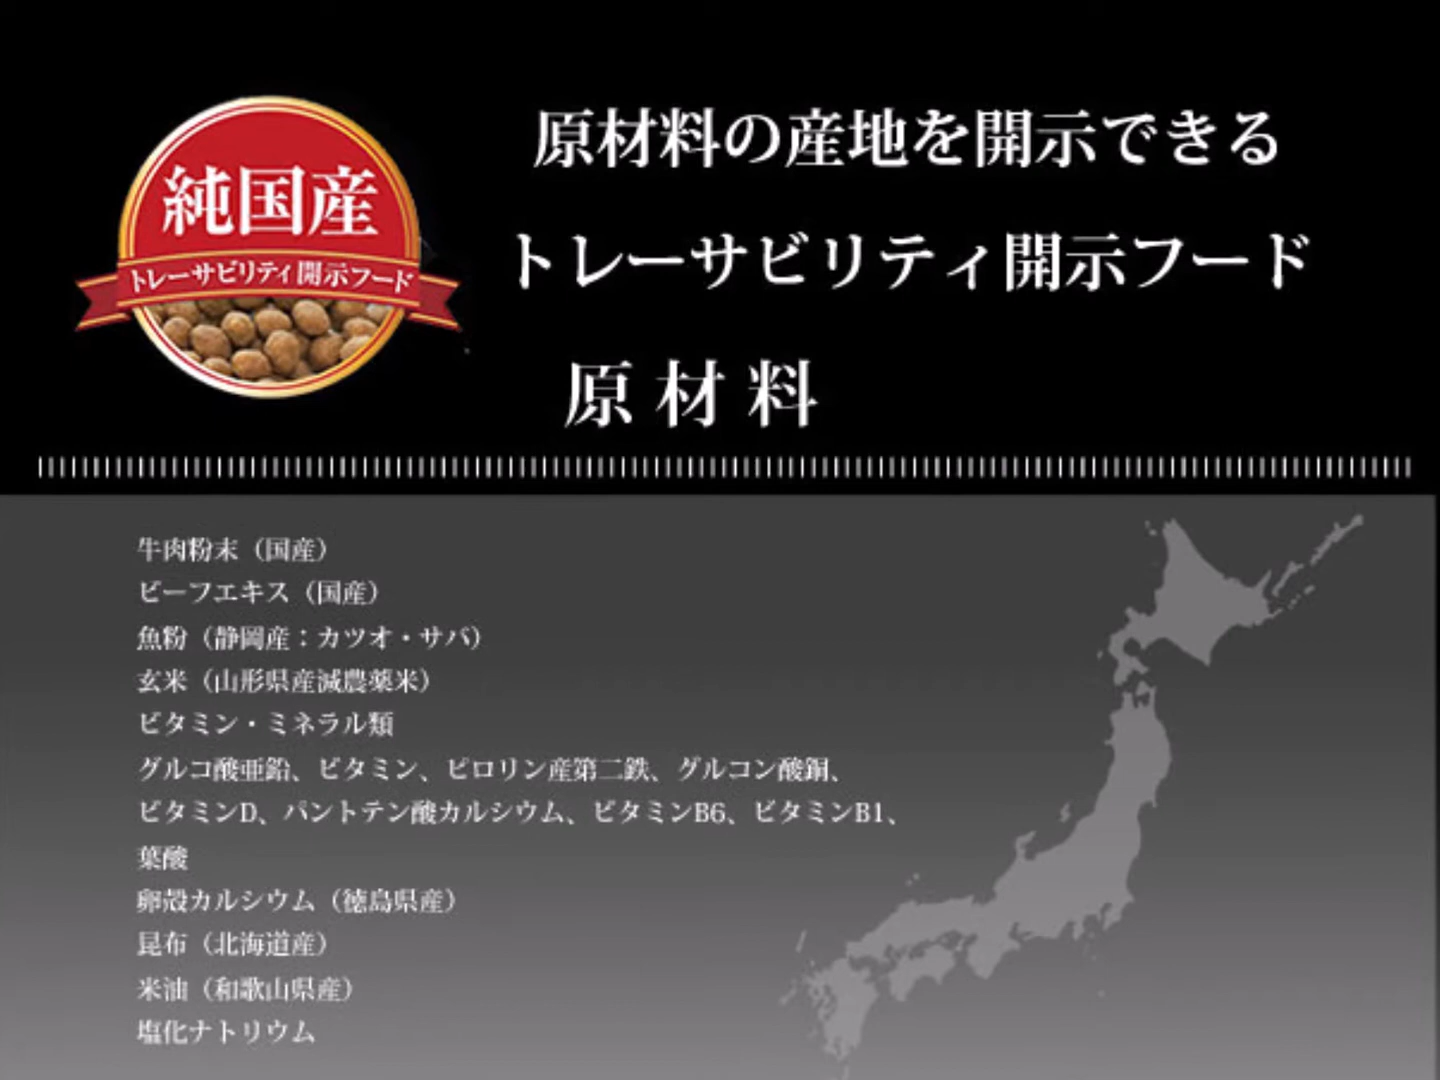 純国産
トレーサビリティ開示フード
原材料の産地を開示できる
トレーサビリティ開示フード
原材料
牛肉粉末（国産）
ビーフエキス（国産）
魚粉（静岡産：カツオ・サバ）
玄米（山形県産減農薬米）
ビタミン・ミネラル類
グルコ酸亜鉛、ビタミン、ピロリン産第二鉄、グルコン酸銅、
ビタミンD、パントテン酸カルシウム、ビタミンB6、ビタミンB1、
葉酸
卵殻カルシウム（徳島県産）
昆布（北海道産）
米油（和歌山県産）
塩化ナトリウム